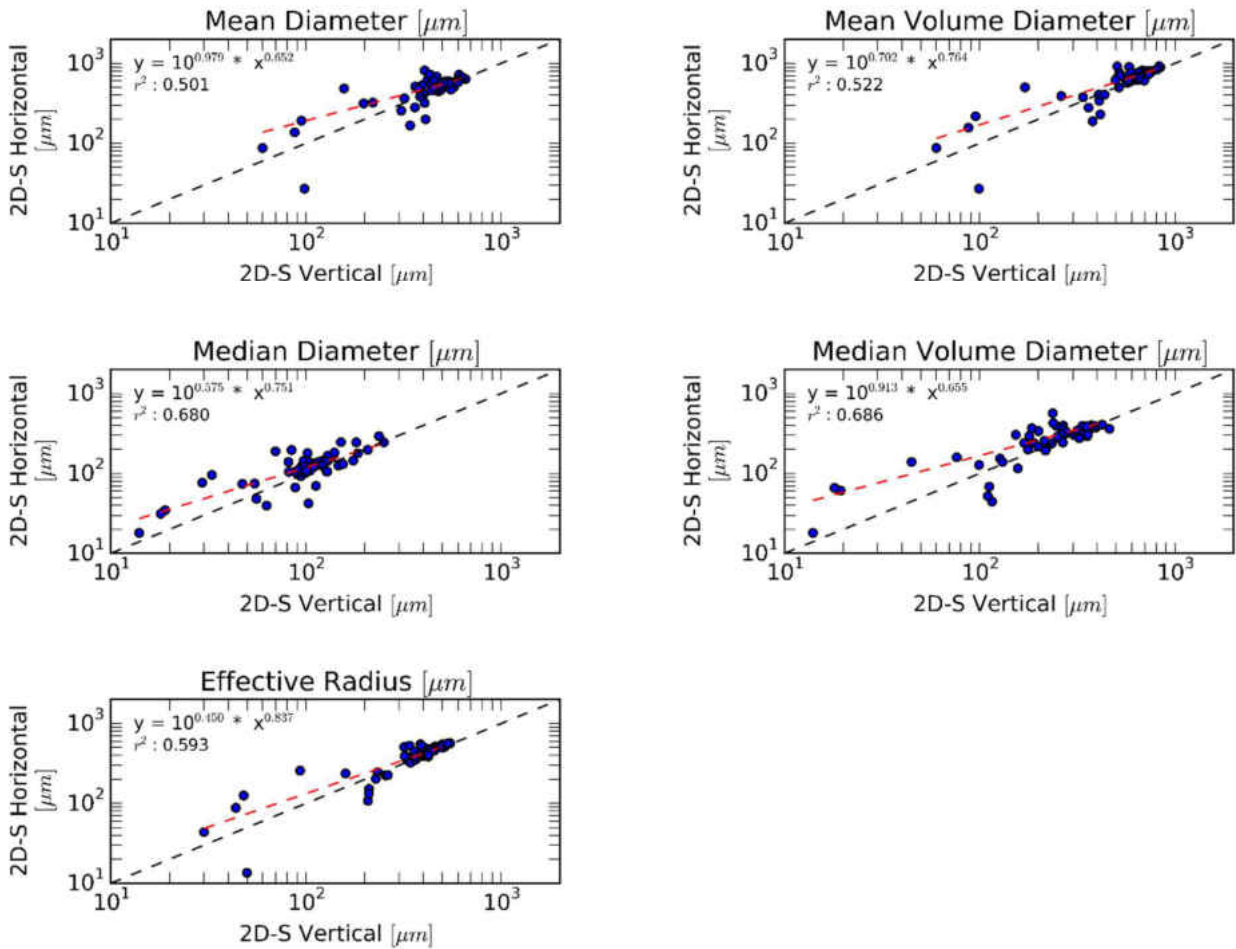 Mean Diameter [μm]
y = 10^0.979 * x^0.652
r² : 0.501
10³
10²
10¹
2D-S Horizontal
[μm]
10¹
10²
10³
2D-S Vertical [μm]
Mean Volume Diameter [μm]
y = 10^0.702 * x^0.764
r² : 0.522
10³
10²
10¹
2D-S Horizontal
[μm]
10¹
10²
10³
2D-S Vertical [μm]
Median Diameter [μm]
y = 10^0.375 * x^0.751
r² : 0.680
10³
10²
10¹
2D-S Horizontal
[μm]
10¹
10²
10³
2D-S Vertical [μm]
Median Volume Diameter [μm]
y = 10^0.913 * x^0.655
r² : 0.686
10³
10²
10¹
2D-S Horizontal
[μm]
10¹
10²
10³
2D-S Vertical [μm]
Effective Radius [μm]
y = 10^0.450 * x^0.837
r² : 0.593
10³
10²
10¹
2D-S Horizontal
[μm]
10¹
10²
10³
2D-S Vertical [μm]